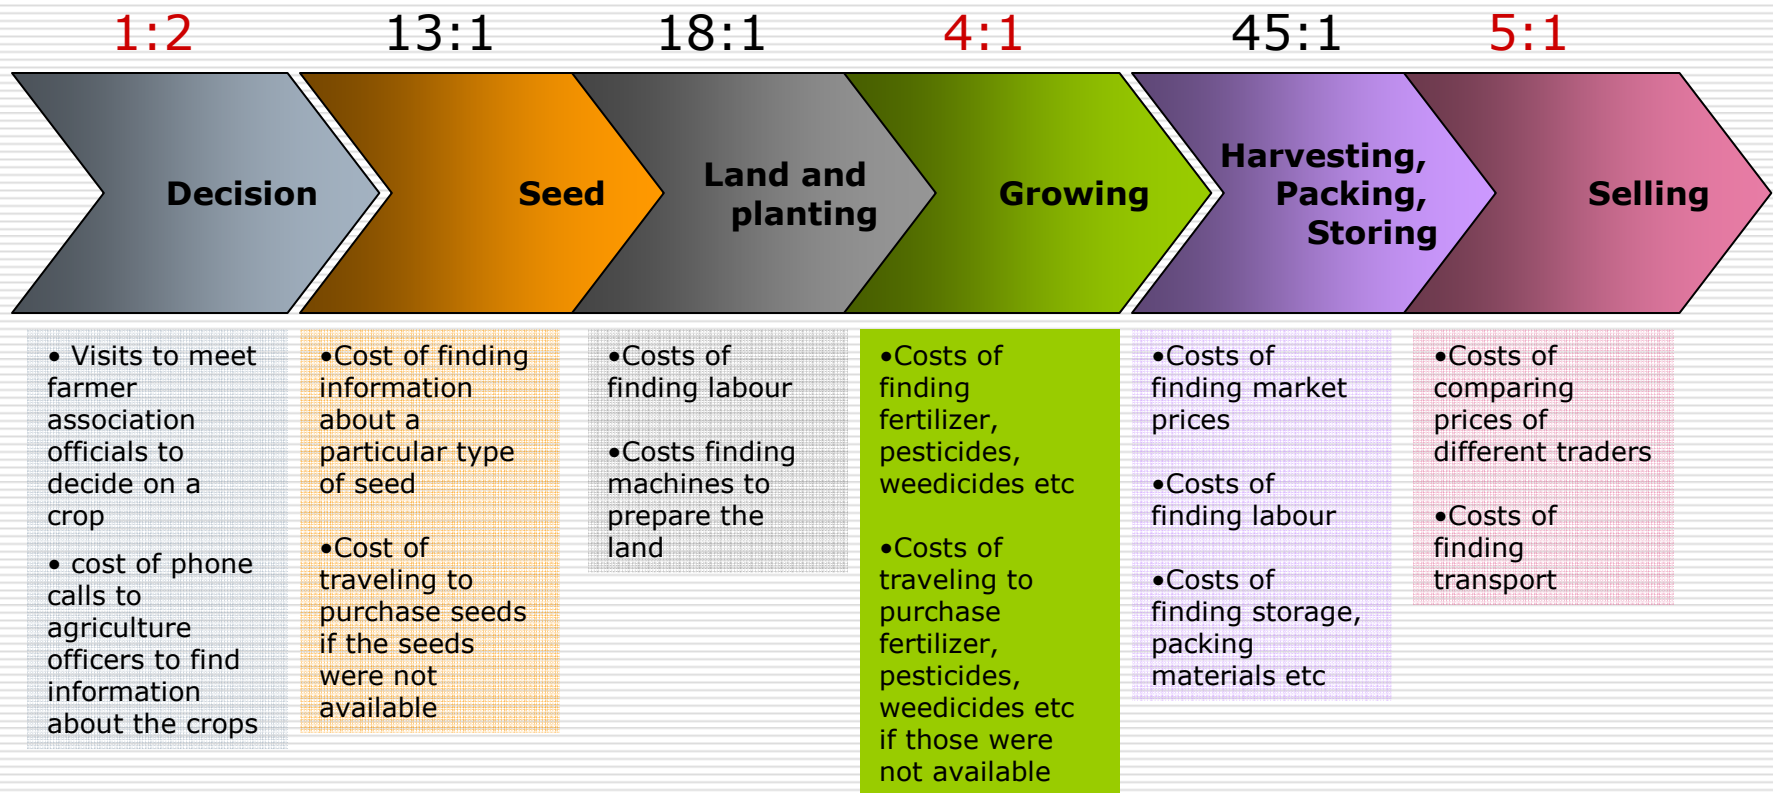 1:2
13:1
18:1
4:1
45:1
5:1
Decision
Seed
Land and
planting
Growing
Harvesting,
Packing,
Storing
Selling
• Visits to meet
farmer
association
officials to
decide on a
crop
• cost of phone
calls to
agriculture
officers to find
information
about the crops
•Cost of finding
information
about a
particular type
of seed
•Cost of
traveling to
purchase seeds
if the seeds
were not
available
•Costs of
finding labour
•Costs finding
machines to
prepare the
land
•Costs of
finding
fertilizer,
pesticides,
weedicides etc
•Costs of
traveling to
purchase
fertilizer,
pesticides,
weedicides etc
if those were
not available
•Costs of
finding market
prices
•Costs of
finding labour
•Costs of
finding storage,
packing
materials etc
•Costs of
comparing
prices of
different traders
•Costs of
finding
transport